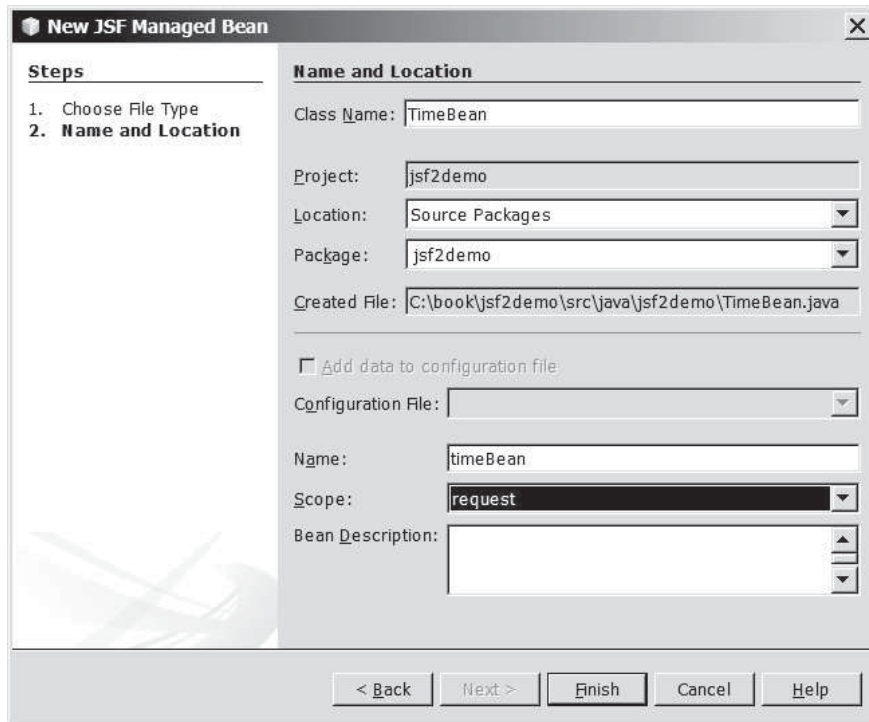 New JSF Managed Bean
Steps
1. Choose File Type
2. Name and Location
Name and Location
Class Name: TimeBean
Project: jsf2demo
Location: Source Packages
Package: jsf2demo
Created File: C:\book\jsf2demo\src\java\jsf2demo\TimeBean.java
Add data to configuration file
Configuration File:
Name: timeBean
Scope: request
Bean Description:
< Back Next > Finish Cancel Help